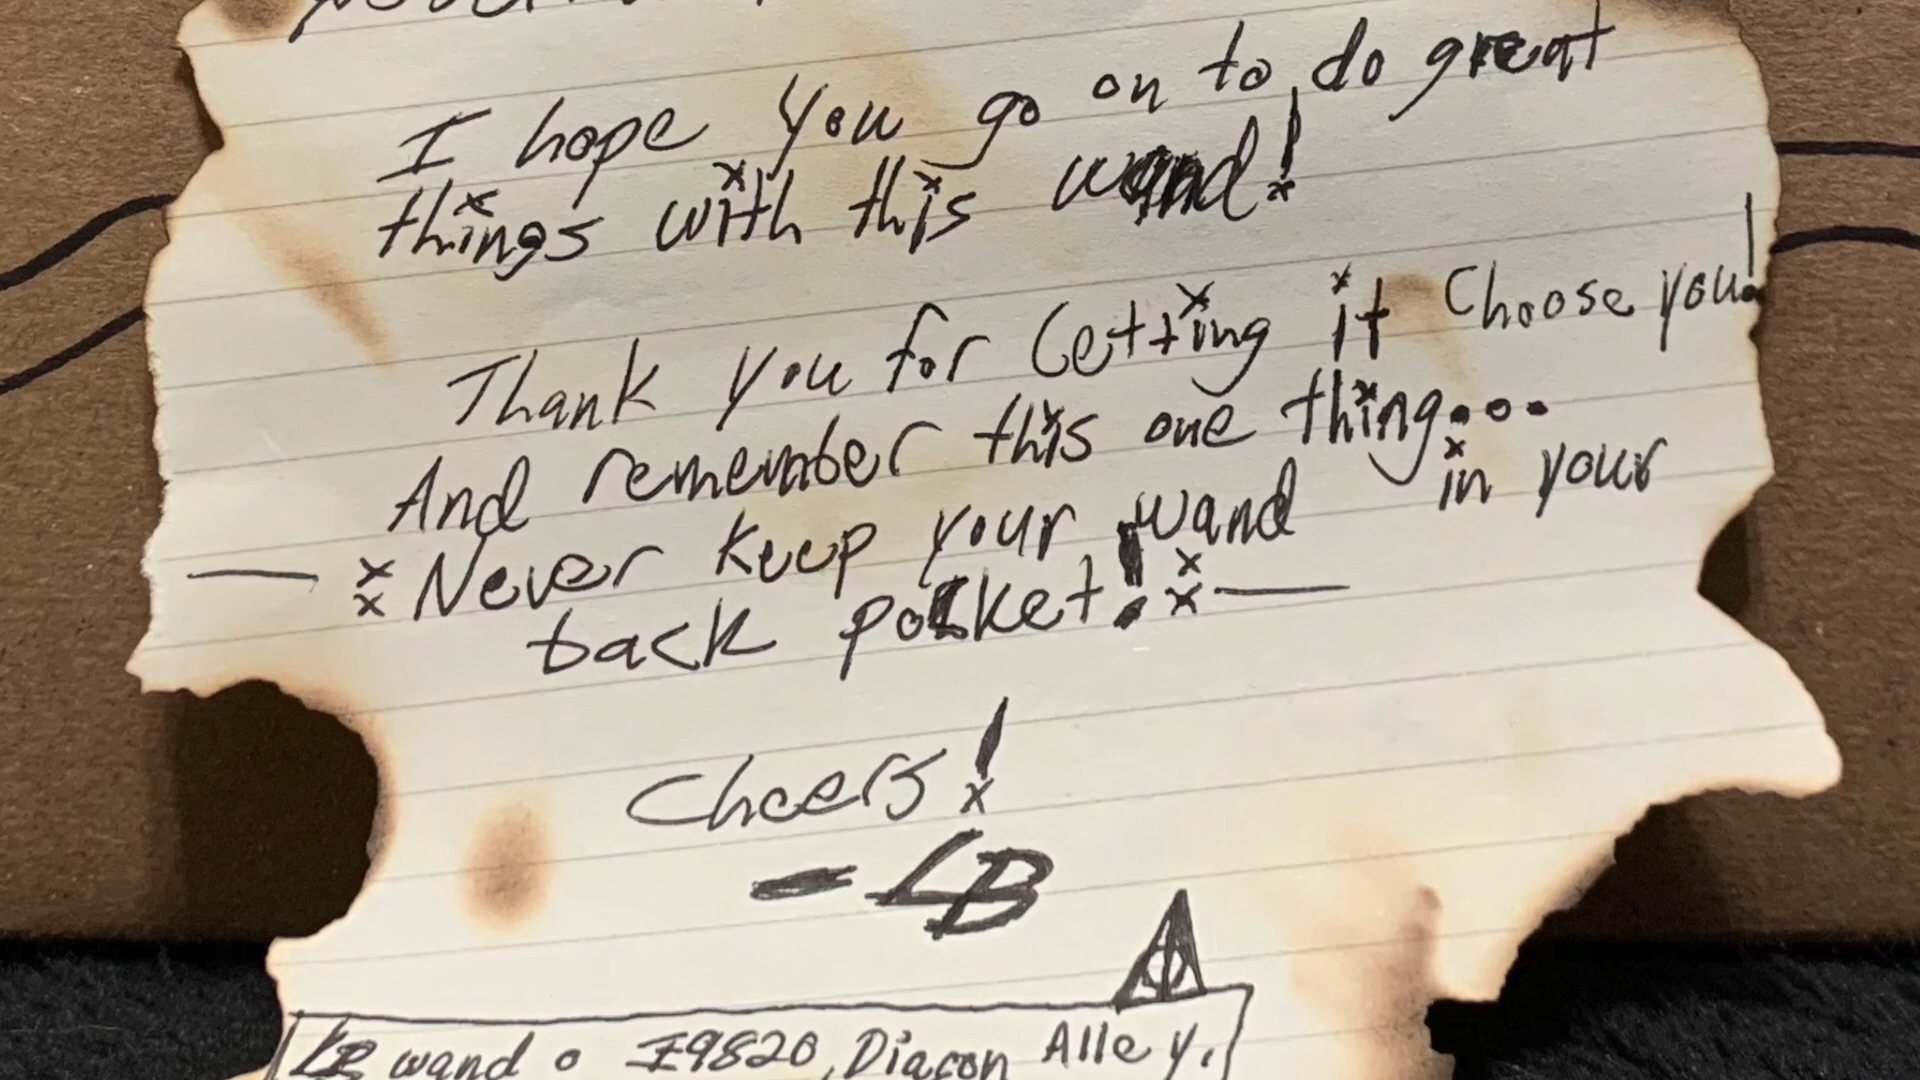 I hope You go on to do great
things with this wand!
Thank you for Letting it Choose you!
And remember this one thing...
Never keep your wand in your
back pocket!
Cheers!
- LB
LB wand o I9820, Diacon Alley.